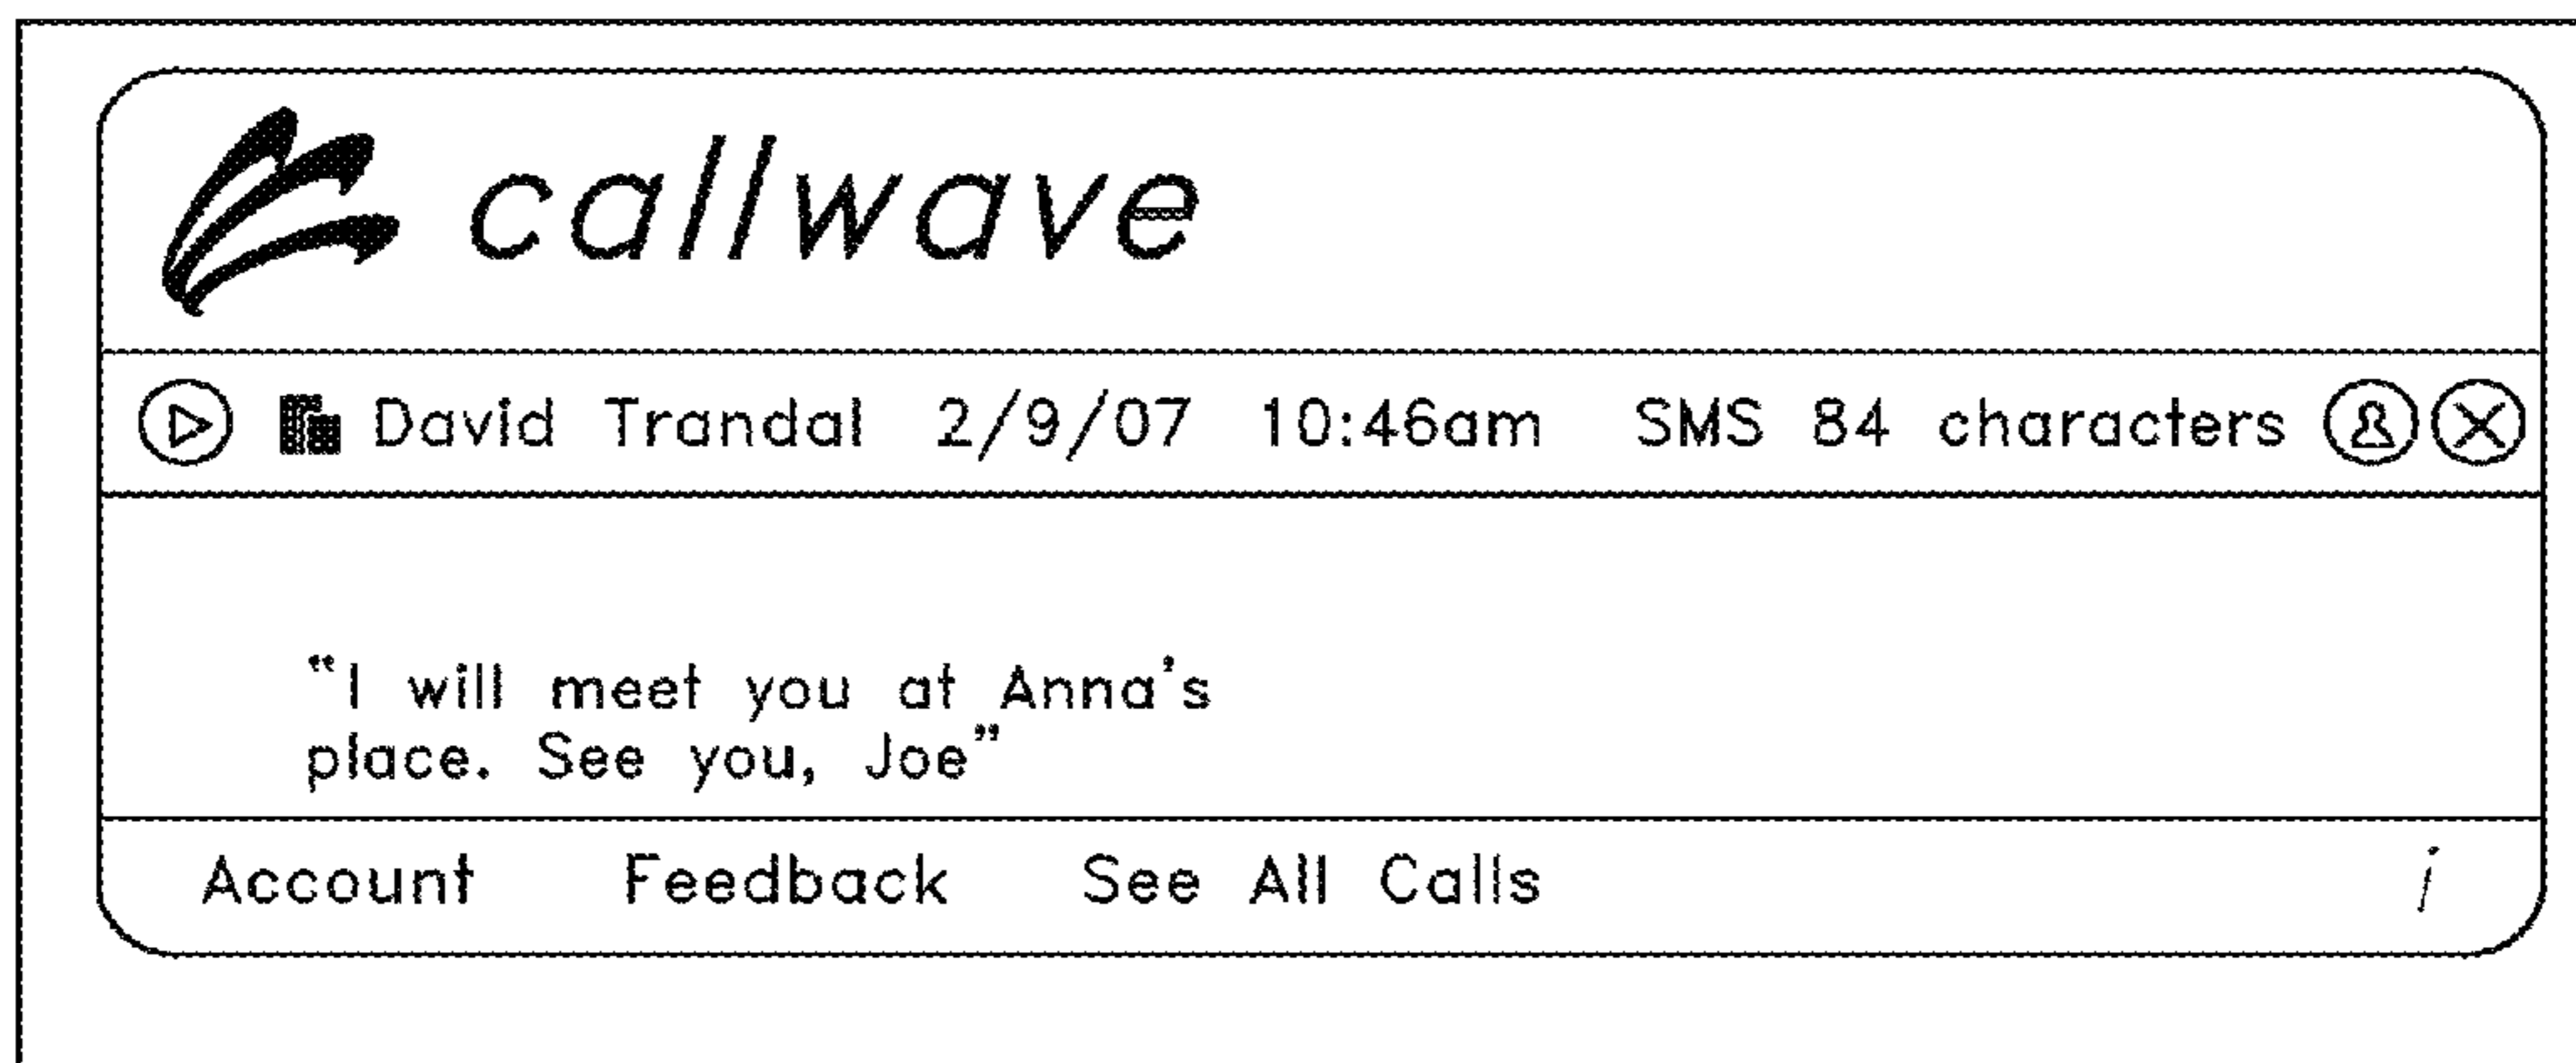 callwave
David Trandal 2/9/07 10:46am SMS 84 characters
“I will meet you at Anna's
place. See you, Joe”
Account Feedback See All Calls i